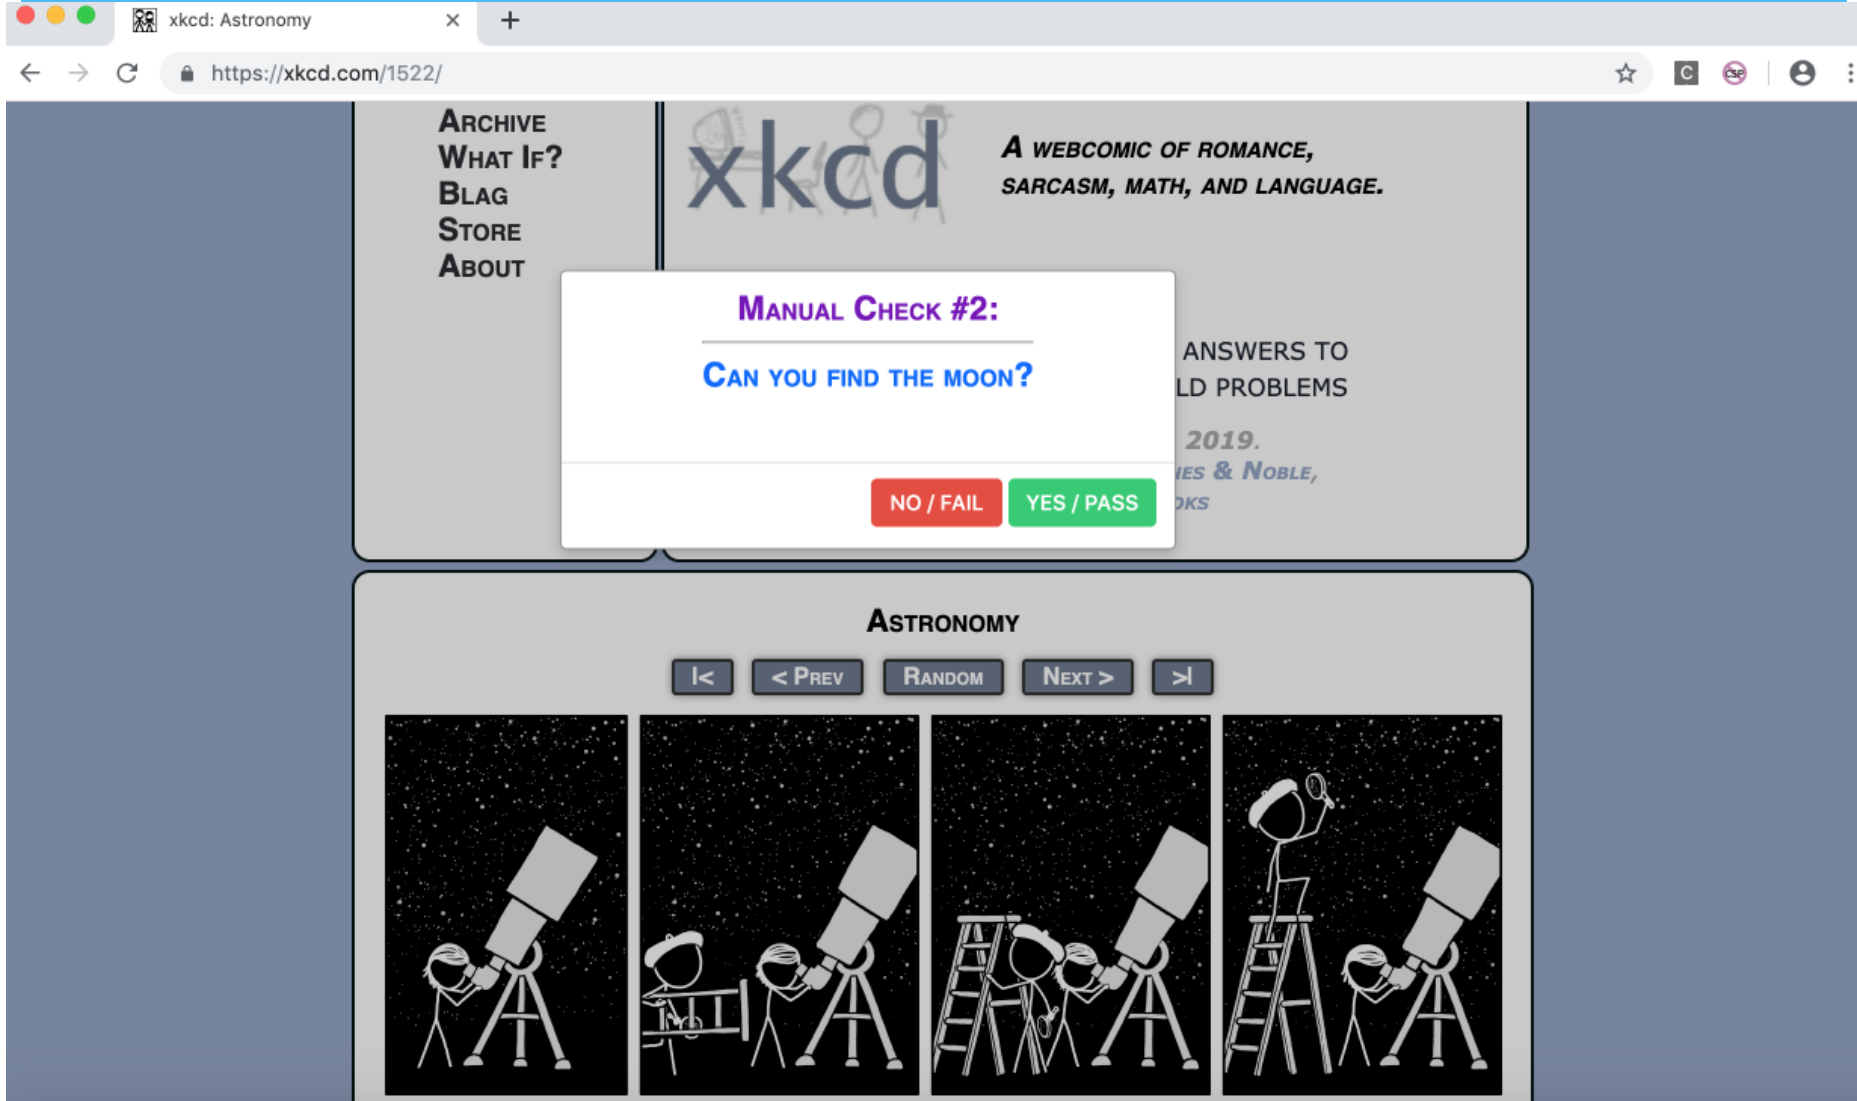 xkcd: Astronomy
https://xkcd.com/1522/
C
CSP
ARCHIVE
WHAT IF?
BLAG
STORE
ABOUT
xkcd
A WEBCOMIC OF ROMANCE,
SARCASM, MATH, AND LANGUAGE.
MANUAL CHECK #2:
CAN YOU FIND THE MOON?
NO / FAIL
YES / PASS
ANSWERS TO
LD PROBLEMS
2019.
& NOBLE,
OKS
ASTRONOMY
|<
< PREV
RANDOM
NEXT >
>|